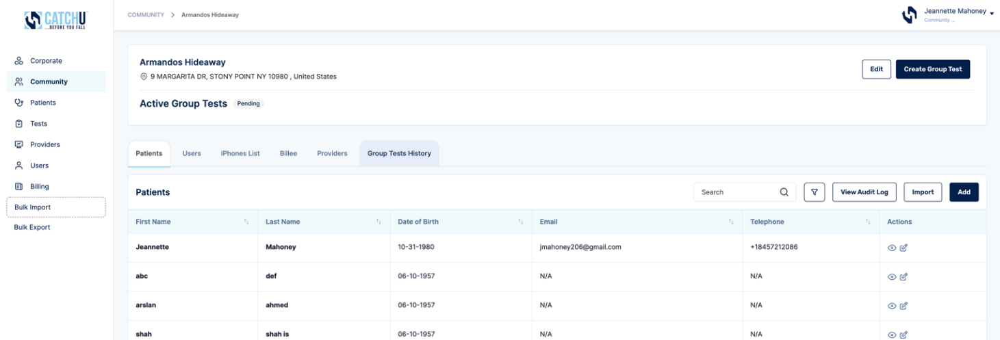 CATCHU
...BEFORE YOU FALL
COMMUNITY > Armandos Hideaway
Jeannette Mahoney
Community ...
Corporate
Community
Patients
Tests
Providers
Users
Billing
Bulk Import
Bulk Export
Armandos Hideaway
9 MARGARITA DR, STONY POINT NY 10980 , United States
Edit
Create Group Test
Active Group Tests Pending
Patients Users iPhones List Billee Providers Group Tests History
Patients
Search
View Audit Log
Import
Add
First Name Last Name Date of Birth Email Telephone Actions
Jeannette Mahoney 10-31-1980 jmahoney206@gmail.com +18457212086
abc def 06-10-1957 N/A N/A
arslan ahmed 06-10-1957 N/A N/A
shah shah is 06-10-1957 N/A N/A